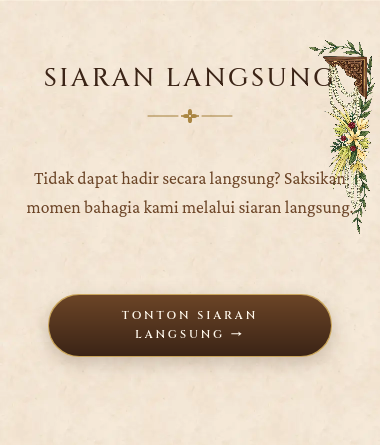 SIARAN LANGSUNG
Tidak dapat hadir secara langsung? Saksikan
momen bahagia kami melalui siaran langsung.
TONTON SIARAN
LANGSUNG →